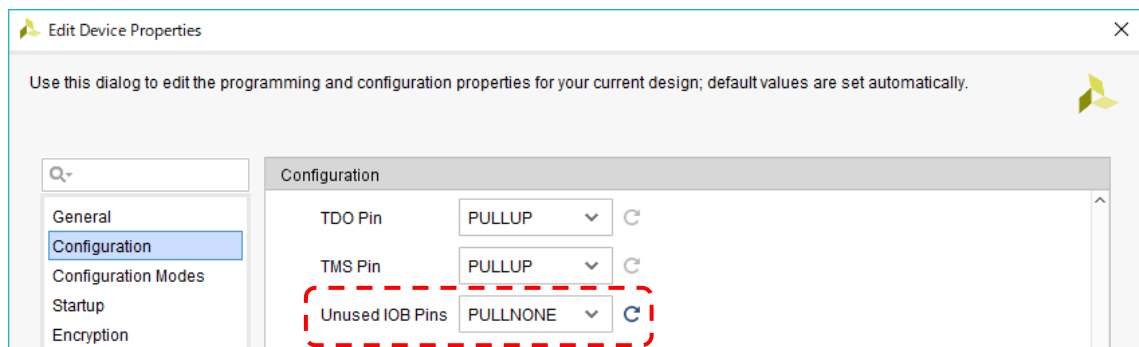 Edit Device Properties
Use this dialog to edit the programming and configuration properties for your current design; default values are set automatically.
Configuration
General
Configuration
Configuration Modes
Startup
Encryption
TDO Pin PULLUP
TMS Pin PULLUP
Unused IOB Pins PULLNONE